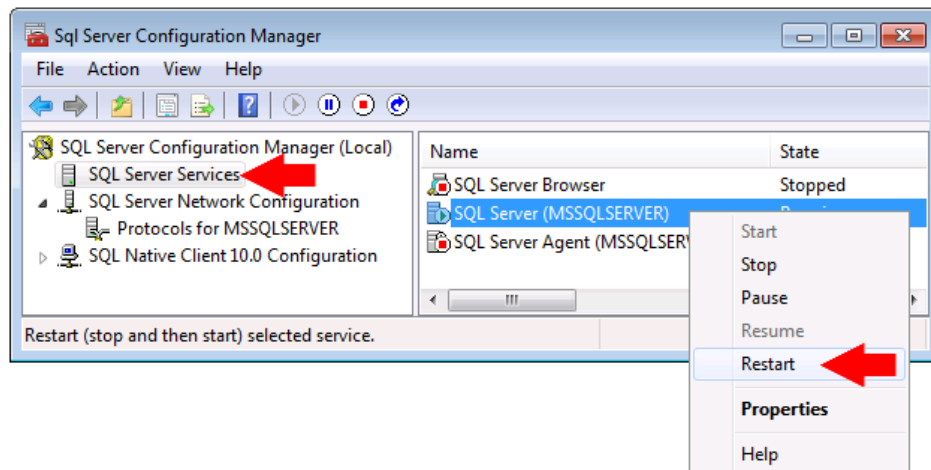 Sql Server Configuration Manager
File Action View Help
SQL Server Configuration Manager (Local)
SQL Server Services
SQL Server Network Configuration
Protocols for MSSQLSERVER
SQL Native Client 10.0 Configuration
Name State
SQL Server Browser Stopped
SQL Server (MSSQLSERVER)
SQL Server Agent (MSSQLSER
Restart (stop and then start) selected service.
Start
Stop
Pause
Resume
Restart
Properties
Help